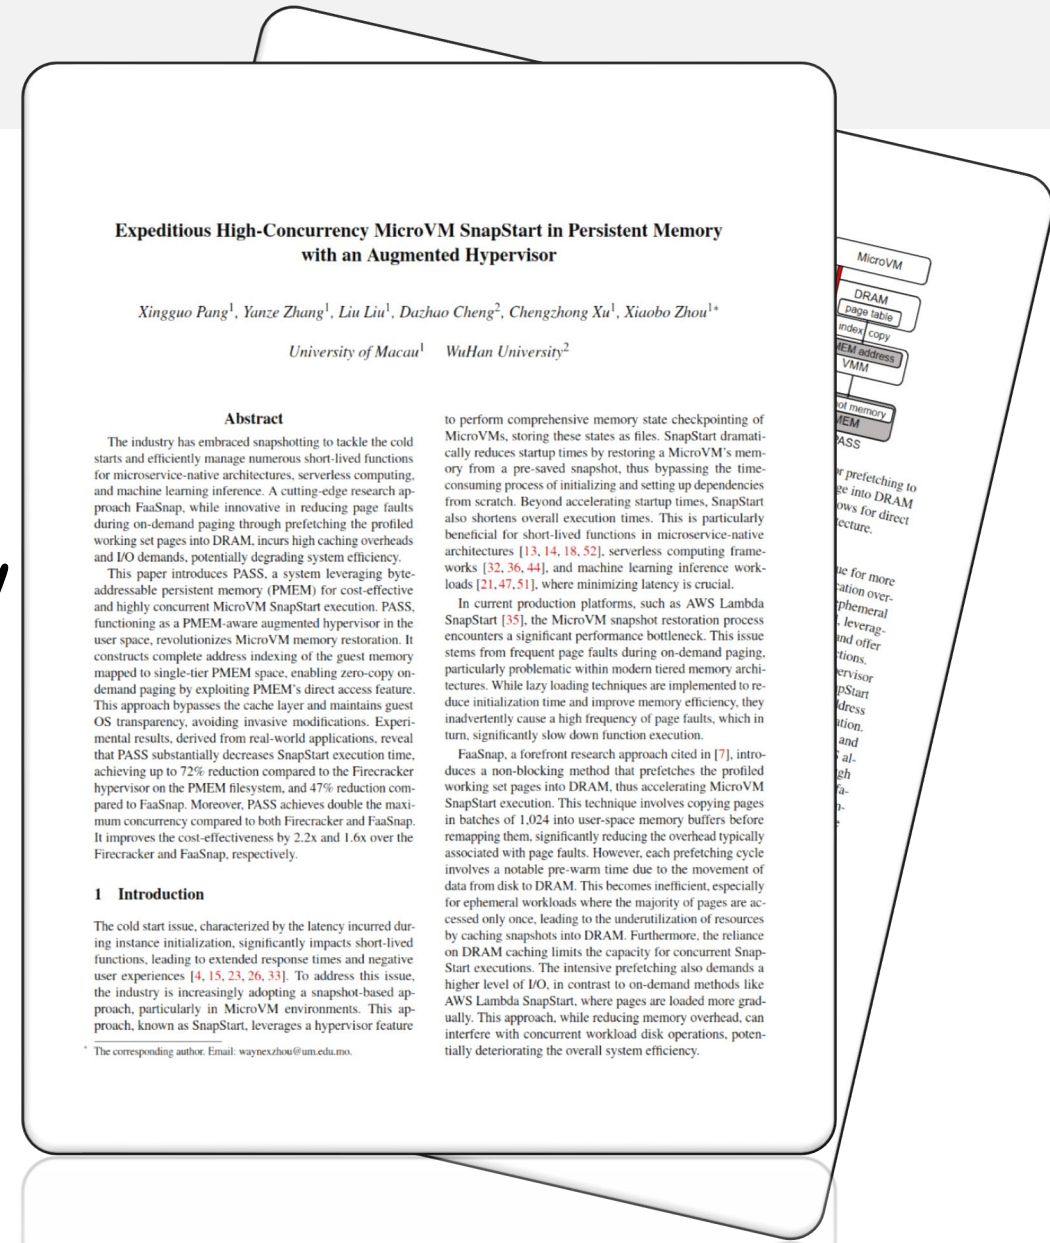 Expeditious High-Concurrency MicroVM SnapStart in Persistent Memory
with an Augmented Hypervisor
Xingguo Pang1, Yanze Zhang1, Liu Liu1, Dazhao Cheng2, Chengzhong Xu1, Xiaobo Zhou1*
University of Macau1 WuHan University2
Abstract
The industry has embraced snapshotting to tackle the cold
starts and efficiently manage numerous short-lived functions
for microservice-native architectures, serverless computing,
and machine learning inference. A cutting-edge research ap-
proach FaaSnap, while innovative in reducing page faults
during on-demand paging through prefetching the profiled
working set pages into DRAM, incurs high caching overheads
and I/O demands, potentially degrading system efficiency.
This paper introduces PASS, a system leveraging byte-
addressable persistent memory (PMEM) for cost-effective
and highly concurrent MicroVM SnapStart execution. PASS,
functioning as a PMEM-aware augmented hypervisor in the
user space, revolutionizes MicroVM memory restoration. It
constructs complete address indexing of the guest memory
mapped to single-tier PMEM space, enabling zero-copy on-
demand paging by exploiting PMEM's direct access feature.
This approach bypasses the cache layer and maintains guest
OS transparency, avoiding invasive modifications. Experi-
mental results, derived from real-world applications, reveal
that PASS substantially decreases SnapStart execution time,
achieving up to 72% reduction compared to the Firecracker
hypervisor on the PMEM filesystem, and 47% reduction com-
pared to FaaSnap. Moreover, PASS achieves double the maxi-
mum concurrency compared to both Firecracker and FaaSnap.
It improves the cost-effectiveness by 2.2x and 1.6x over the
Firecracker and FaaSnap, respectively.
1 Introduction
The cold start issue, characterized by the latency incurred dur-
ing instance initialization, significantly impacts short-lived
functions, leading to extended response times and negative
user experiences [4, 15, 23, 26, 33]. To address this issue,
the industry is increasingly adopting a snapshot-based ap-
proach, particularly in MicroVM environments. This ap-
proach, known as SnapStart, leverages a hypervisor feature
* The corresponding author. Email: waynexzhou@um.edu.mo.
to perform comprehensive memory state checkpointing of
MicroVMs, storing these states as files. SnapStart dramati-
cally reduces startup times by restoring a MicroVM's mem-
ory from a pre-saved snapshot, thus bypassing the time-
consuming process of initializing and setting up dependencies
from scratch. Beyond accelerating startup times, SnapStart
also shortens overall execution times. This is particularly
beneficial for short-lived functions in microservice-native
architectures [13, 14, 18, 52], serverless computing frame-
works [32, 36, 44], and machine learning inference work-
loads [21,47,51], where minimizing latency is crucial.
In current production platforms, such as AWS Lambda
SnapStart [35], the MicroVM snapshot restoration process
encounters a significant performance bottleneck. This issue
stems from frequent page faults during on-demand paging,
particularly problematic within modern tiered memory archi-
tectures. While lazy loading techniques are implemented to re-
duce initialization time and improve memory efficiency, they
inadvertently cause a high frequency of page faults, which in
turn, significantly slow down function execution.
FaaSnap, a forefront research approach cited in [7], intro-
duces a non-blocking method that prefetches the profiled
working set pages into DRAM, thus accelerating MicroVM
SnapStart execution. This technique involves copying pages
in batches of 1,024 into user-space memory buffers before
remapping them, significantly reducing the overhead typically
associated with page faults. However, each prefetching cycle
involves a notable pre-warm time due to the movement of
data from disk to DRAM. This becomes inefficient, especially
for ephemeral workloads where the majority of pages are ac-
cessed only once, leading to the underutilization of resources
by caching snapshots into DRAM. Furthermore, the reliance
on DRAM caching limits the capacity for concurrent Snap-
Start executions. The intensive prefetching also demands a
higher level of I/O, in contrast to on-demand methods like
AWS Lambda SnapStart, where pages are loaded more grad-
ually. This approach, while reducing memory overhead, can
interfere with concurrent workload disk operations, poten-
tially deteriorating the overall system efficiency.
MicroVM
DRAM
page table
index copy
address
VMM
memory
prefetching to
into DRAM
for direct
for more
leverag-
and offer
and